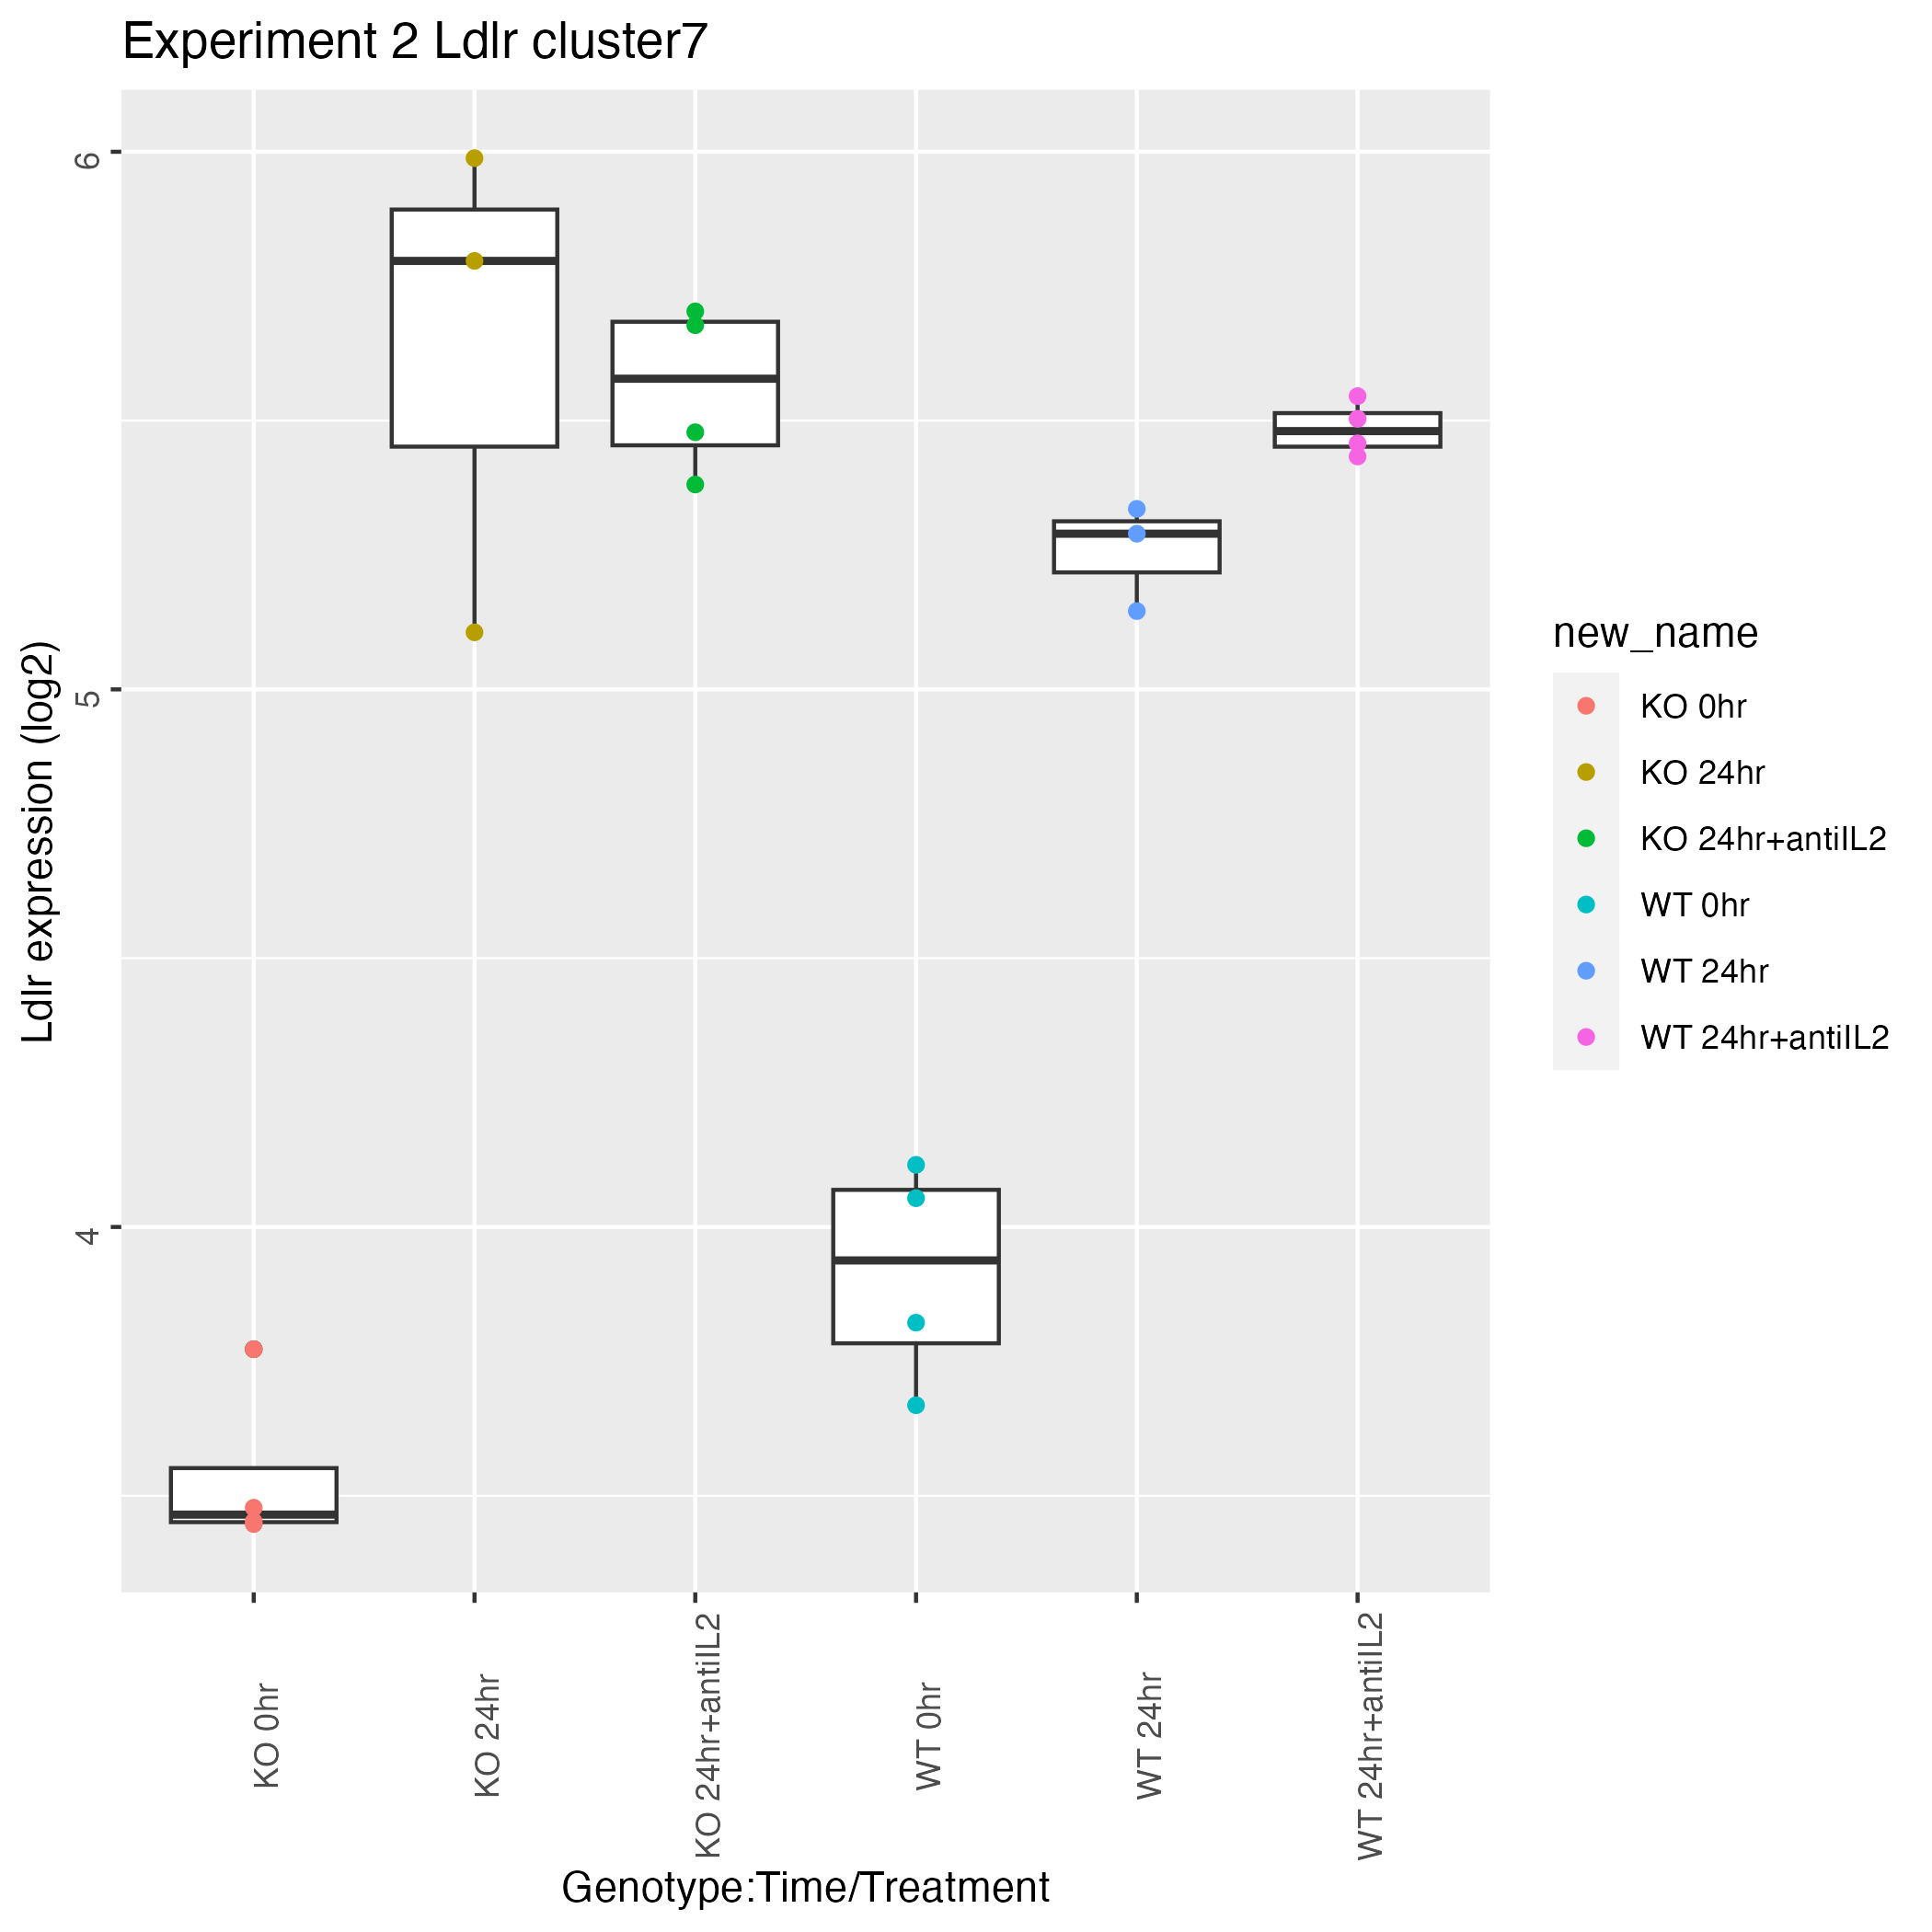 Experiment 2 Ldlr cluster7
Ldlr expression (log2)
6
5
4
KO 0hr
KO 24hr
KO 24hr+antiIL2
WT 0hr
WT 24hr
WT 24hr+antiIL2
Genotype:Time/Treatment
new_name
KO 0hr
KO 24hr
KO 24hr+antiIL2
WT 0hr
WT 24hr
WT 24hr+antiIL2